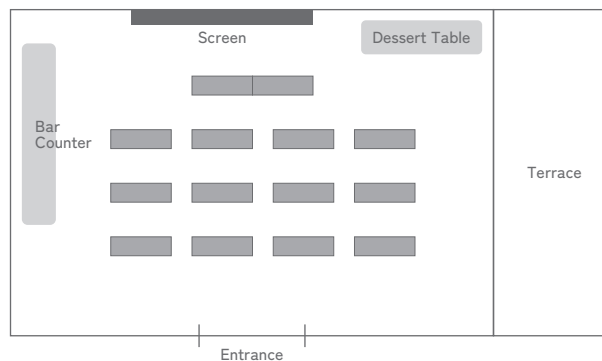 Screen
Dessert Table
Bar
Counter
Terrace
Entrance